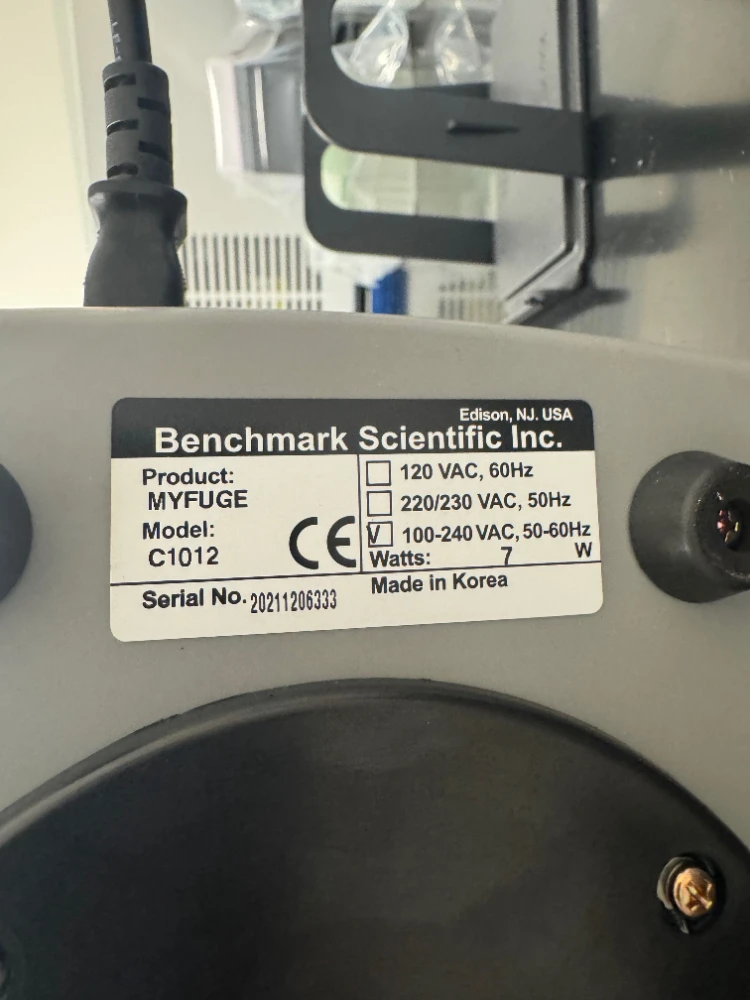 Edison, NJ. USA
Benchmark Scientific Inc.
Product:
MYFUGE
Model:
C1012
CE
Serial No. 20211206333
120 VAC, 60Hz
220/230 VAC, 50Hz
V 100-240 VAC, 50-60Hz
Watts: 7 W
Made in Korea